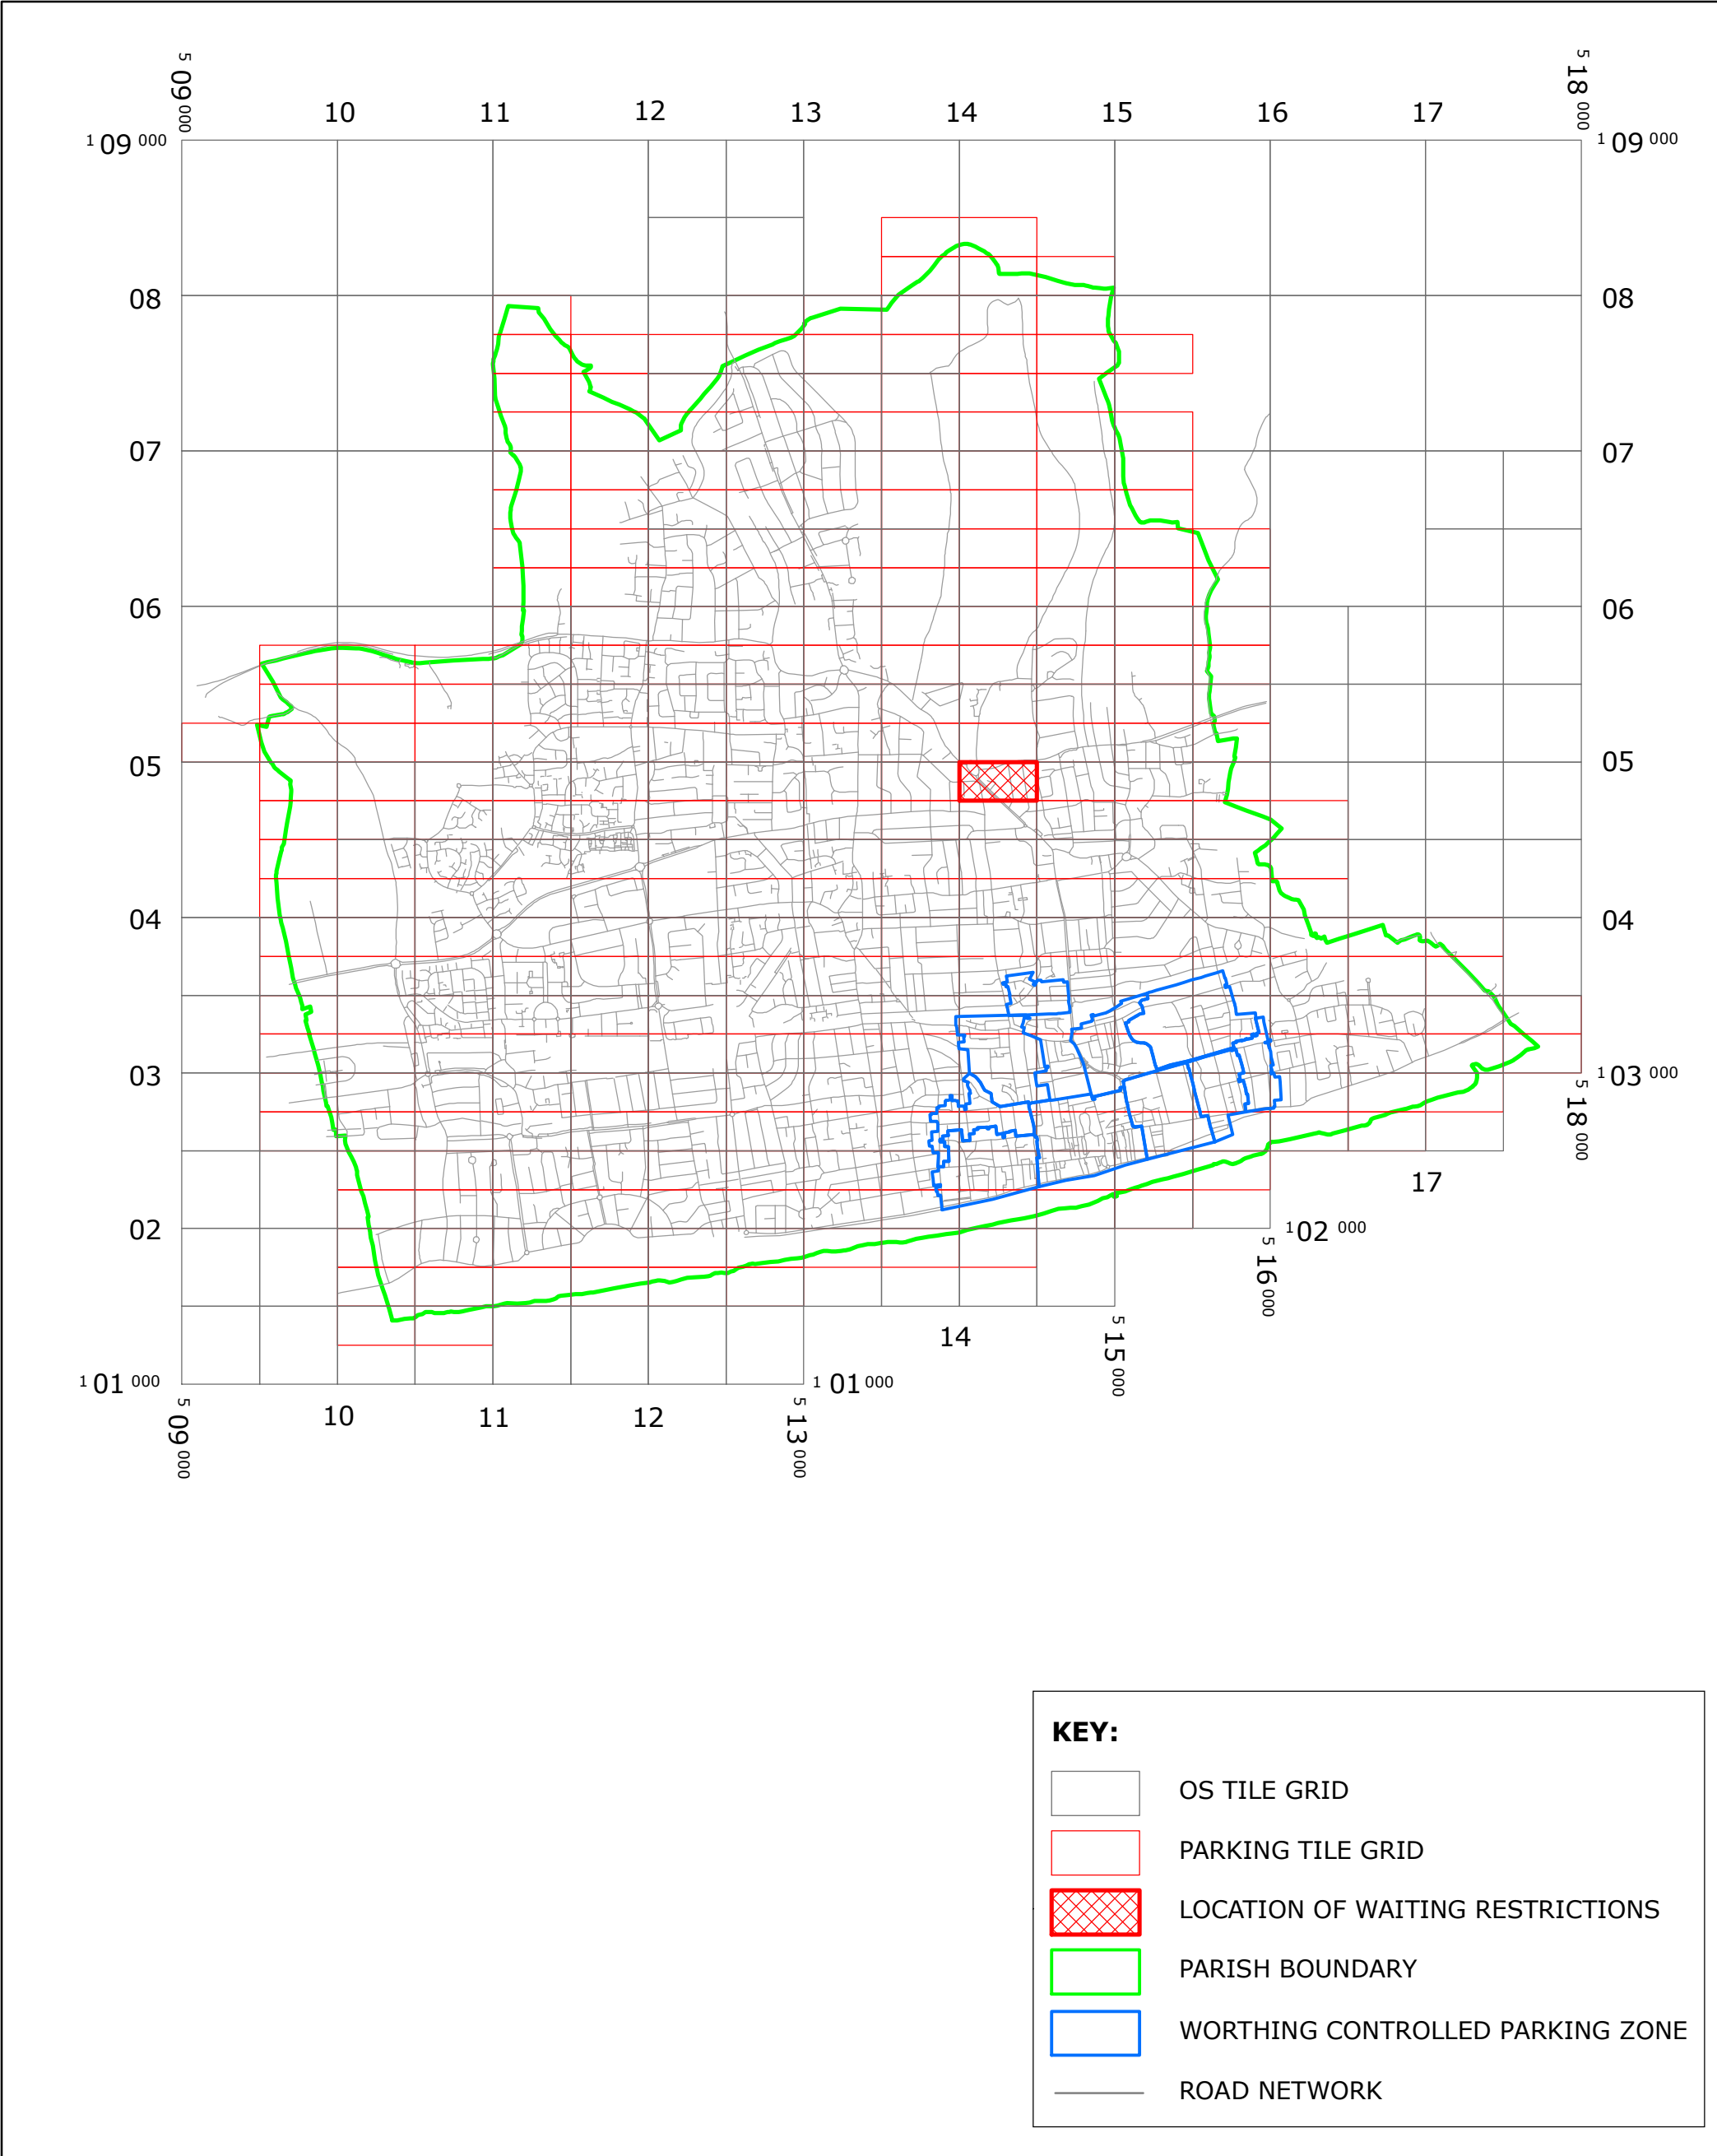 5 09 000
5 18 000
10 11 12 13 14 15 16 17
1 09 000
1 09 000
08
08
07
07
06
06
05
05
04
04
03
1 03 000
5 18 000
17
02
1 02 000
5 16 000
14
5 15 000
1 01 000
1 01 000
5 09 000
10 11 12
5 13 000
KEY:
OS TILE GRID
PARKING TILE GRID
LOCATION OF WAITING RESTRICTIONS
PARISH BOUNDARY
WORTHING CONTROLLED PARKING ZONE
ROAD NETWORK